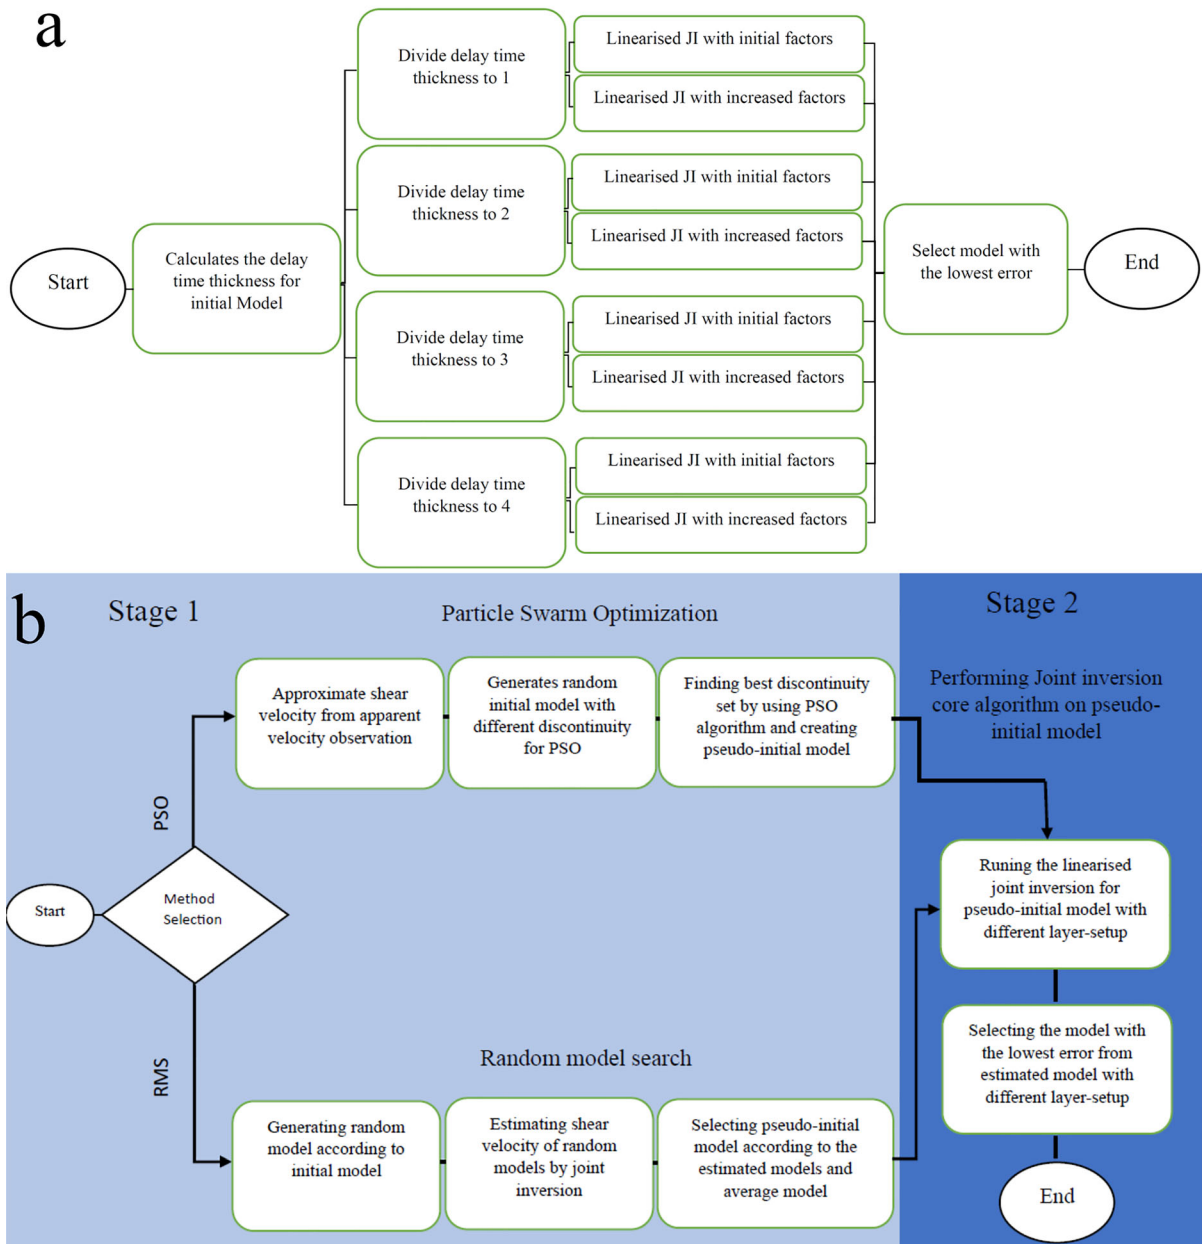 a
Start
Calculates the delay
time thickness for
initial Model
Divide delay time
thickness to 1
Linearised JI with initial factors
Linearised JI with increased factors
Divide delay time
thickness to 2
Linearised JI with initial factors
Linearised JI with increased factors
Divide delay time
thickness to 3
Linearised JI with initial factors
Linearised JI with increased factors
Divide delay time
thickness to 4
Linearised JI with initial factors
Linearised JI with increased factors
Select model with
the lowest error
End
b
Stage 1
Particle Swarm Optimization
Stage 2
Approximate shear
velocity from apparent
velocity observation
Generates random
initial model with
different discontinuity
for PSO
Finding best discontinuity
set by using PSO
algorithm and creating
pseudo-initial model
Performing Joint inversion
core algorithm on pseudo-
initial model
PSO
Start
Method
Selection
RMS
Runing the linearised
joint inversion for
pseudo-initial model with
different layer-setup
Selecting the model with
the lowest error from
estimated model with
different layer-setup
Random model search
Generating random
model according to
initial model
Estimating shear
velocity of random
models by joint
inversion
Selecting pseudo-initial
model according to the
estimated models and
average model
End